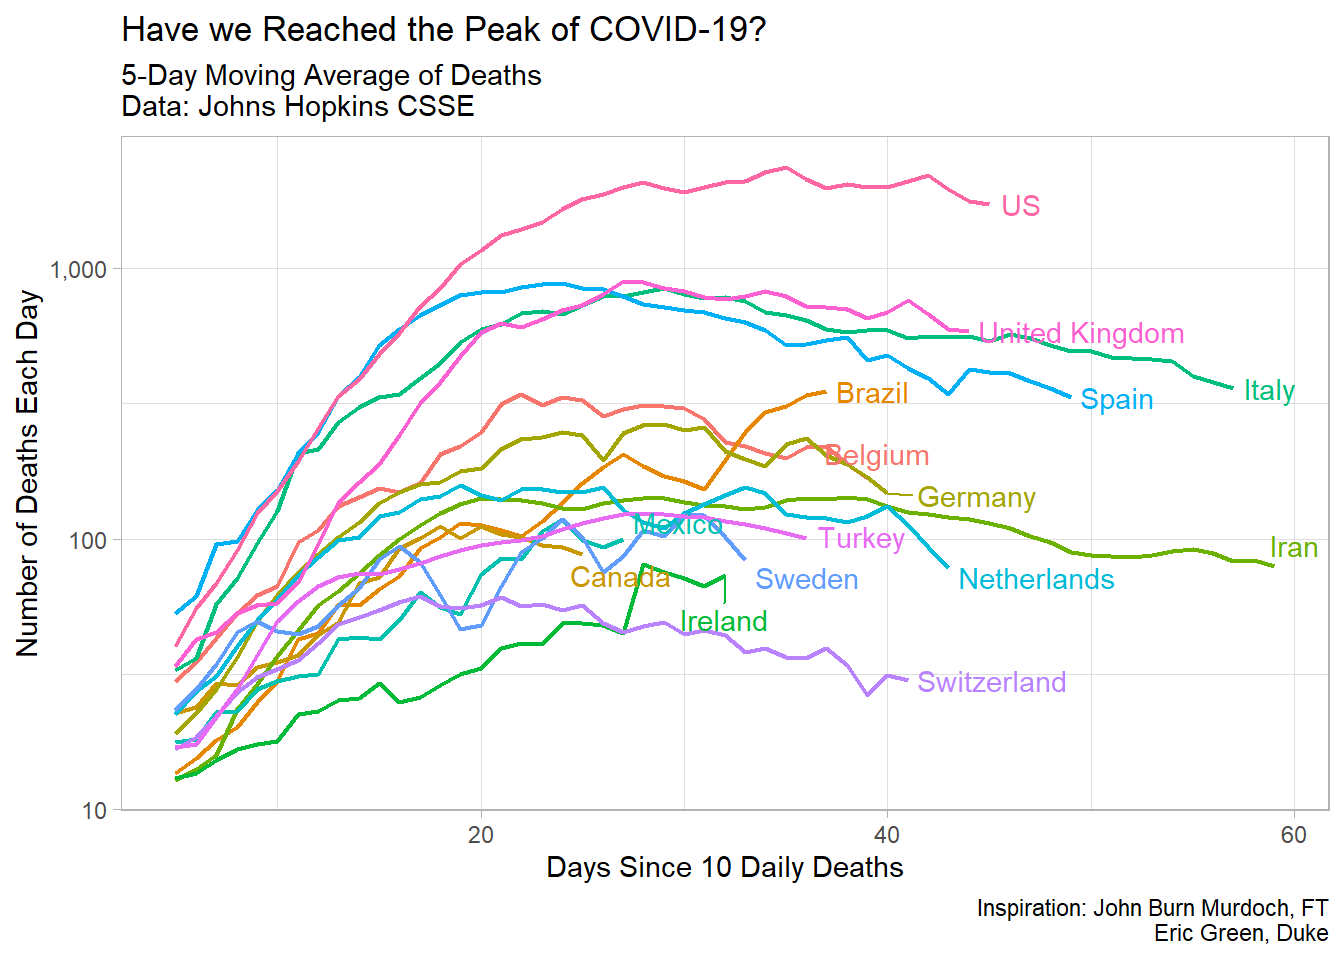 Have we Reached the Peak of COVID-19?
5-Day Moving Average of Deaths
Data: Johns Hopkins CSSE
Number of Deaths Each Day
1,000
100
10
US
United Kingdom
Italy
Spain
Brazil
Belgium
Germany
Mexico
Turkey
Iran
Canada
Sweden
Netherlands
Ireland
Switzerland
20
40
60
Days Since 10 Daily Deaths
Inspiration: John Burn Murdoch, FT
Eric Green, Duke